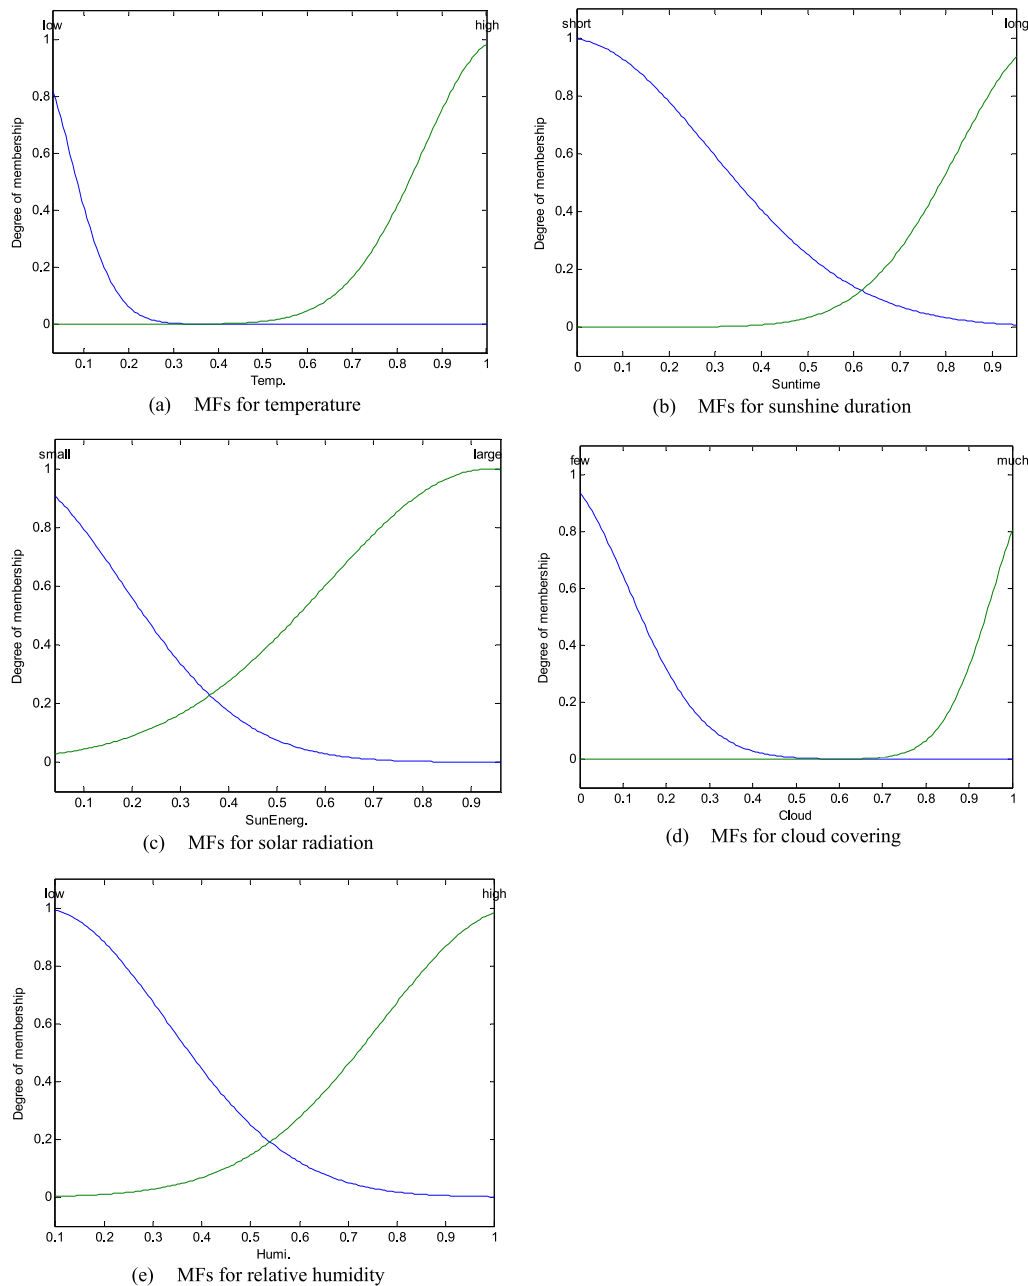 low high
1
0.8
0.6
0.4
0.2
0
Degree of membership
0.1 0.2 0.3 0.4 0.5 0.6 0.7 0.8 0.9 1
Temp.
(a) MFs for temperature
short long
1
0.8
0.6
0.4
0.2
0
Degree of membership
0 0.1 0.2 0.3 0.4 0.5 0.6 0.7 0.8 0.9
Suntime
(b) MFs for sunshine duration
small large
1
0.8
0.6
0.4
0.2
0
Degree of membership
0.1 0.2 0.3 0.4 0.5 0.6 0.7 0.8 0.9
SunEnerg.
(c) MFs for solar radiation
few much
1
0.8
0.6
0.4
0.2
0
Degree of membership
0 0.1 0.2 0.3 0.4 0.5 0.6 0.7 0.8 0.9 1
Cloud
(d) MFs for cloud covering
low high
1
0.8
0.6
0.4
0.2
0
Degree of membership
0.1 0.2 0.3 0.4 0.5 0.6 0.7 0.8 0.9 1
Humi.
(e) MFs for relative humidity